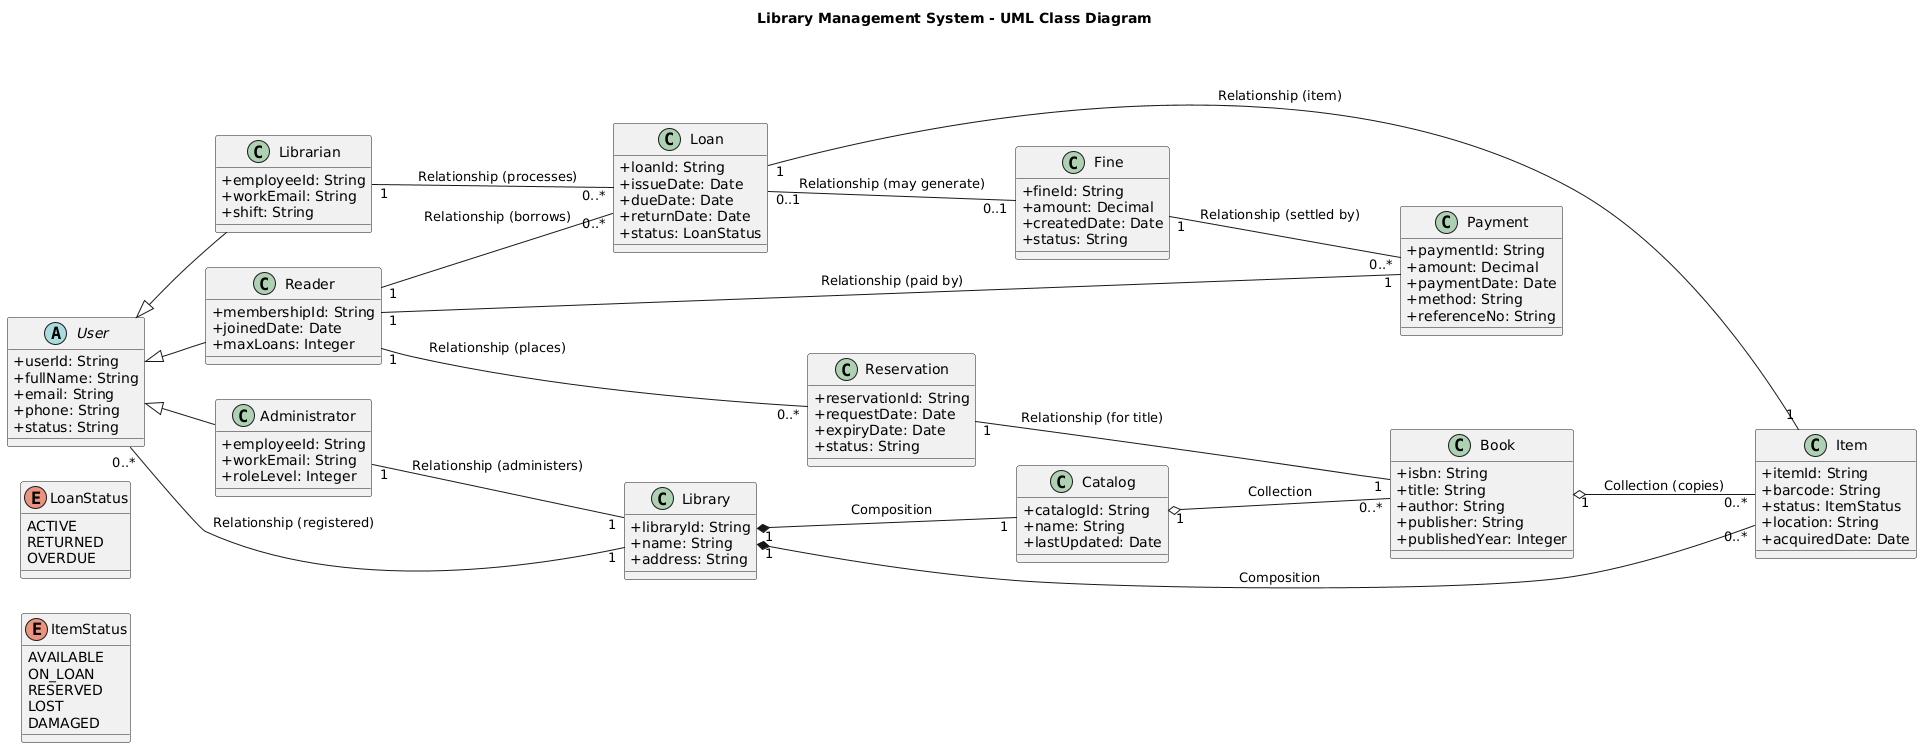 Library Management System - UML Class Diagram
Relationship (item)
C Librarian
+employeeId: String
+workEmail: String
+shift: String
1
Relationship (processes)
0..*
Relationship (borrows)
0..*
C Loan
+loanId: String
+issueDate: Date
+dueDate: Date
+returnDate: Date
+status: LoanStatus
1
Relationship (may generate)
0..1
0..1
C Fine
+fineId: String
+amount: Decimal
+createdDate: Date
+status: String
Relationship (settled by)
1
0..*
1
C Payment
+paymentId: String
+amount: Decimal
+paymentDate: Date
+method: String
+referenceNo: String
C Reader
+membershipId: String
+joinedDate: Date
+maxLoans: Integer
1
1
1
Relationship (paid by)
Relationship (places)
0..*
A User
+userId: String
+fullName: String
+email: String
+phone: String
+status: String
0..*
C Reservation
+reservationId: String
+requestDate: Date
+expiryDate: Date
+status: String
1
Relationship (for title)
1
C Administrator
+employeeId: String
+workEmail: String
+roleLevel: Integer
1
Relationship (administers)
1
Relationship (registered)
1
C Library
+libraryId: String
+name: String
+address: String
1
1
Composition
1
C Catalog
+catalogId: String
+name: String
+lastUpdated: Date
1
Collection
0..*
C Book
+isbn: String
+title: String
+author: String
+publisher: String
+publishedYear: Integer
1
Collection (copies)
0..*
0..*
Composition
1
C Item
+itemId: String
+barcode: String
+status: ItemStatus
+location: String
+acquiredDate: Date
E LoanStatus
ACTIVE
RETURNED
OVERDUE
E ItemStatus
AVAILABLE
ON_LOAN
RESERVED
LOST
DAMAGED